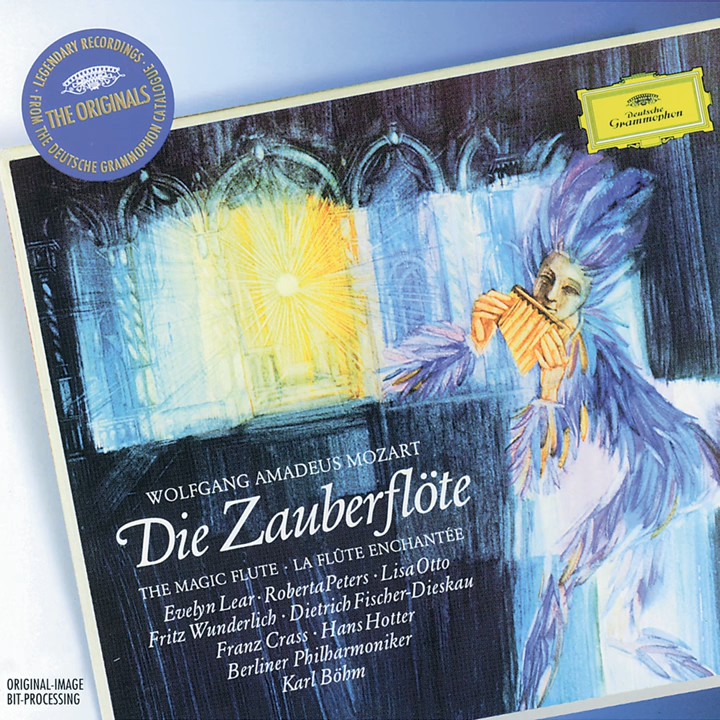 LEGENDARY RECORDINGS
THE ORIGINALS
FROM THE DEUTSCHE GRAMMOPHON CATALOGUE
Deutsche
Grammophon
WOLFGANG AMADEUS MOZART
Die Zauberflöte
THE MAGIC FLUTE · LA FLÛTE ENCHANTÉE
Evelyn Lear · Roberta Peters · Lisa Otto
Fritz Wunderlich · Dietrich Fischer-Dieskau
Franz Crass · Hans Hotter
Berliner Philharmoniker
Karl Böhm
ORIGINAL-IMAGE
BIT-PROCESSING